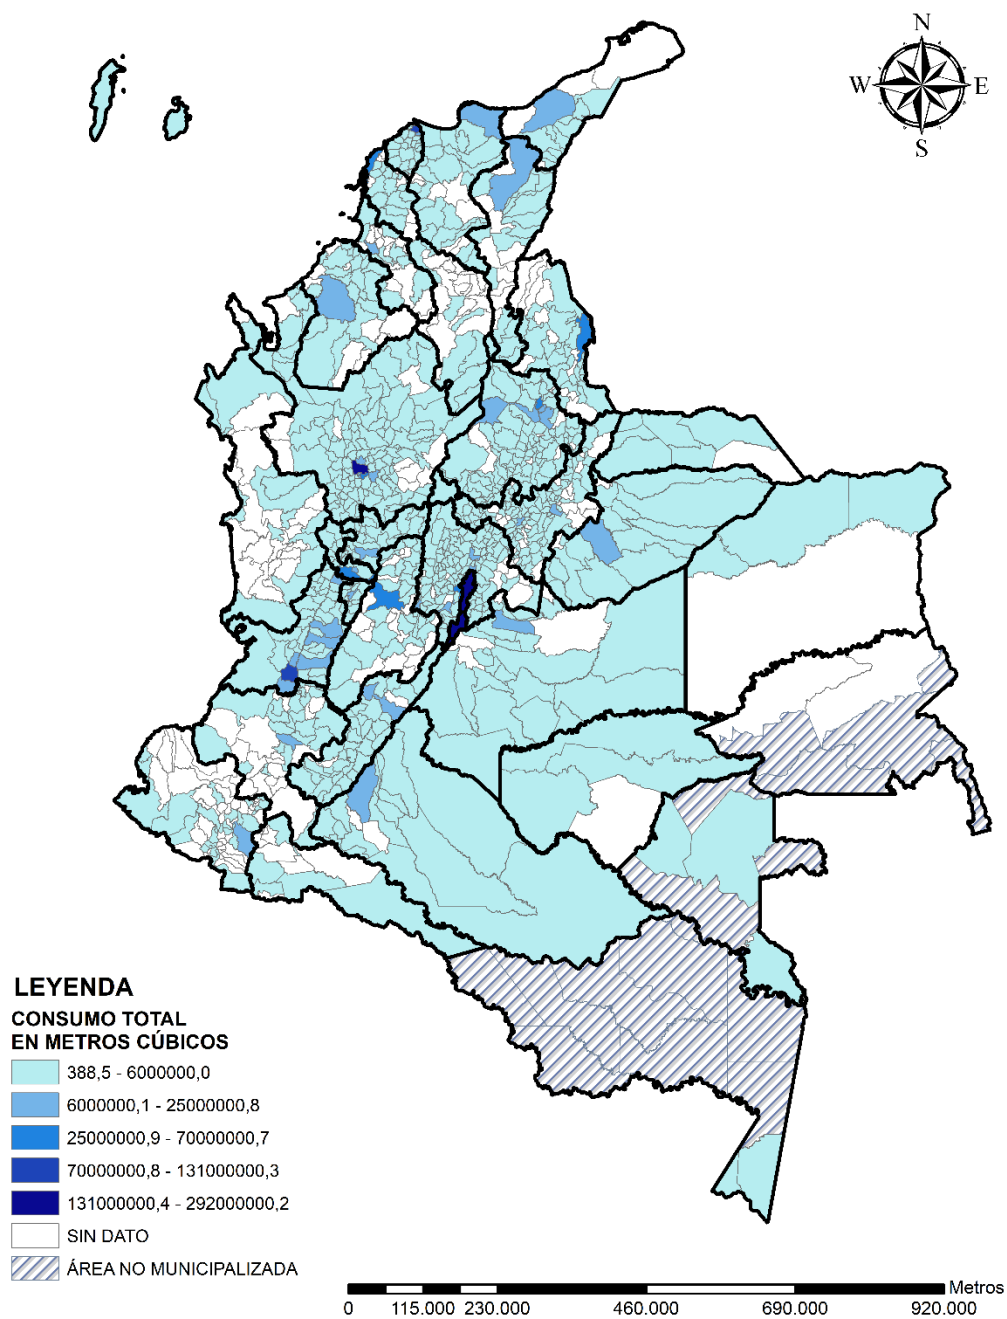 N
W E
S
LEYENDA
CONSUMO TOTAL
EN METROS CÚBICOS
388,5 - 6000000,0
6000000,1 - 25000000,8
25000000,9 - 70000000,7
70000000,8 - 131000000,3
131000000,4 - 292000000,2
SIN DATO
ÁREA NO MUNICIPALIZADA
Metros
0 115.000 230.000 460.000 690.000 920.000